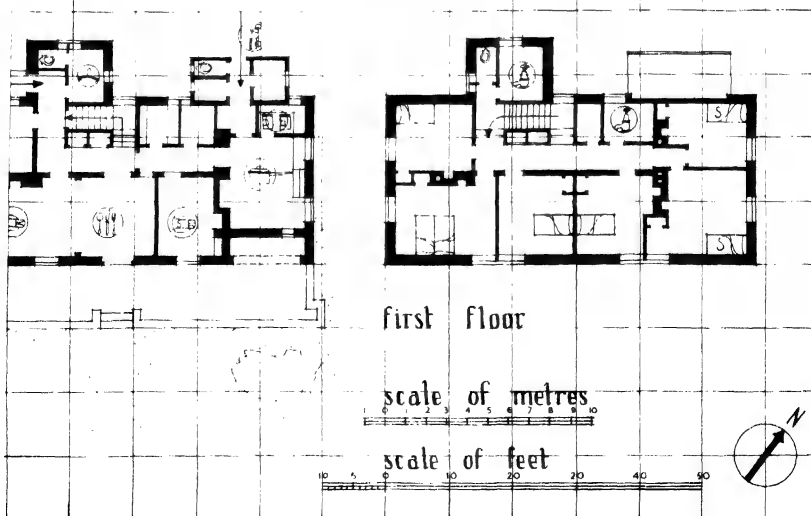 S
S
first floor
scale of metres
1 0 1 2 3 4 5 6 7 8 9 10
N
scale of feet
10 5 0 10 20 30 40 50